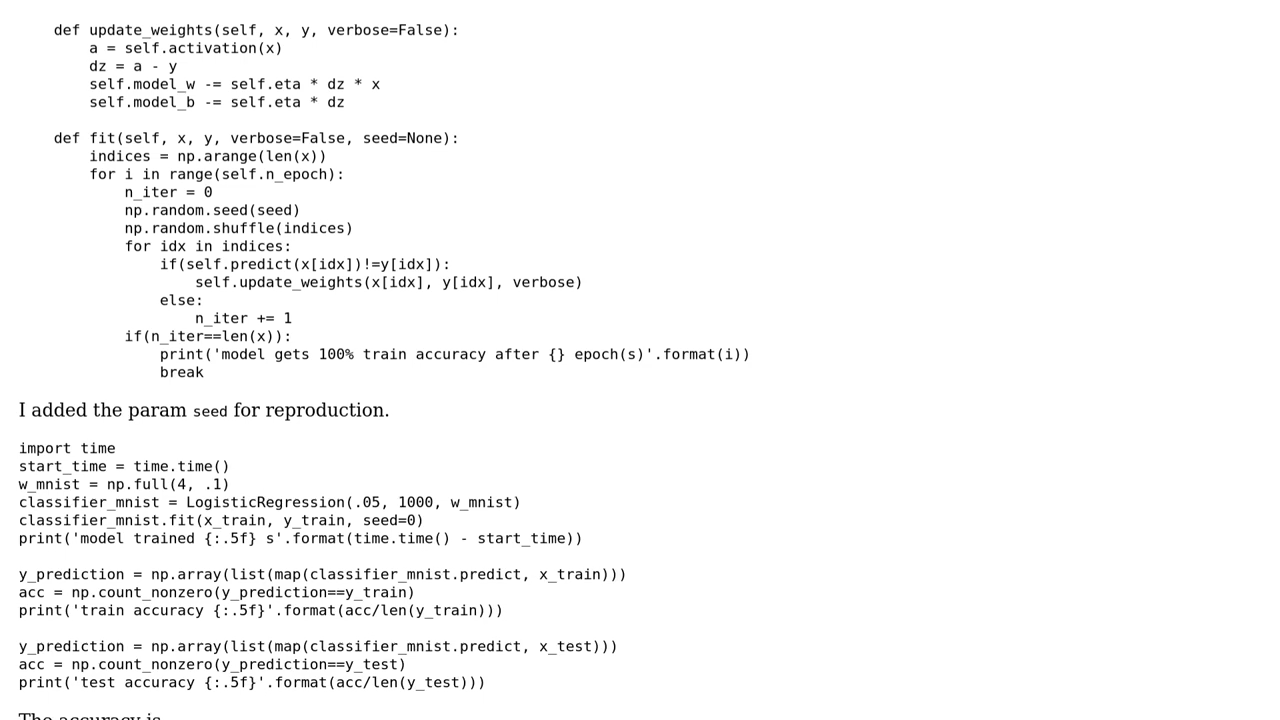 def update_weights(self, x, y, verbose=False):
        a = self.activation(x)
        dz = a - y
        self.model_w -= self.eta * dz * x
        self.model_b -= self.eta * dz

    def fit(self, x, y, verbose=False, seed=None):
        indices = np.arange(len(x))
        for i in range(self.n_epoch):
            n_iter = 0
            np.random.seed(seed)
            np.random.shuffle(indices)
            for idx in indices:
                if(self.predict(x[idx])!=y[idx]):
                    self.update_weights(x[idx], y[idx], verbose)
                else:
                    n_iter += 1
            if(n_iter==len(x)):
                print('model gets 100% train accuracy after {} epoch(s)'.format(i))
                break

I added the param seed for reproduction.

import time
start_time = time.time()
w_mnist = np.full(4, .1)
classifier_mnist = LogisticRegression(.05, 1000, w_mnist)
classifier_mnist.fit(x_train, y_train, seed=0)
print('model trained {:.5f} s'.format(time.time() - start_time))

y_prediction = np.array(list(map(classifier_mnist.predict, x_train)))
acc = np.count_nonzero(y_prediction==y_train)
print('train accuracy {:.5f}'.format(acc/len(y_train)))

y_prediction = np.array(list(map(classifier_mnist.predict, x_test)))
acc = np.count_nonzero(y_prediction==y_test)
print('test accuracy {:.5f}'.format(acc/len(y_test)))

The accuracy is